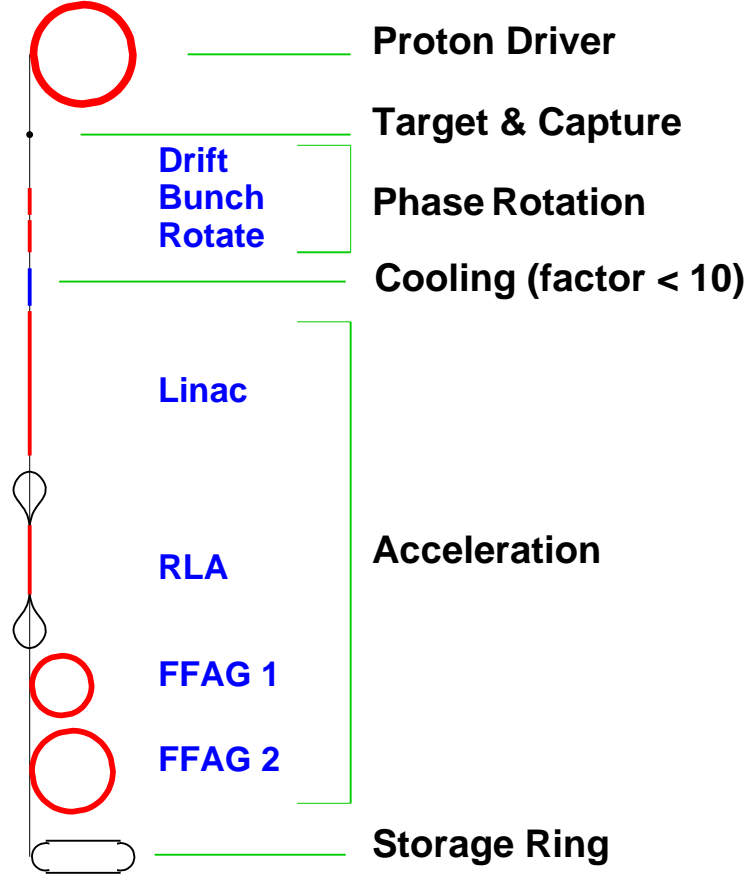 Proton Driver
Target & Capture
Drift
Bunch
Rotate
Phase Rotation
Cooling (factor < 10)
Linac
Acceleration
RLA
FFAG 1
FFAG 2
Storage Ring